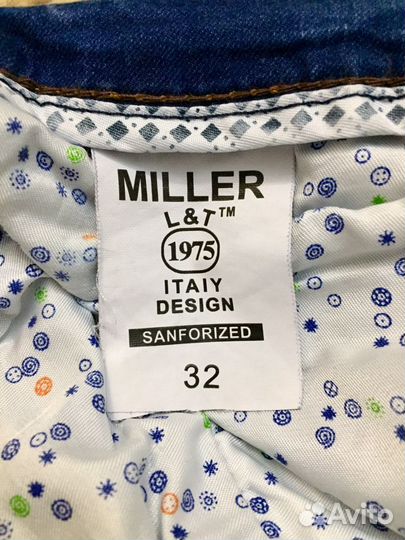 MILLER
L&T™
1975
ITAIY
DESIGN
SANFORIZED
32
Avito